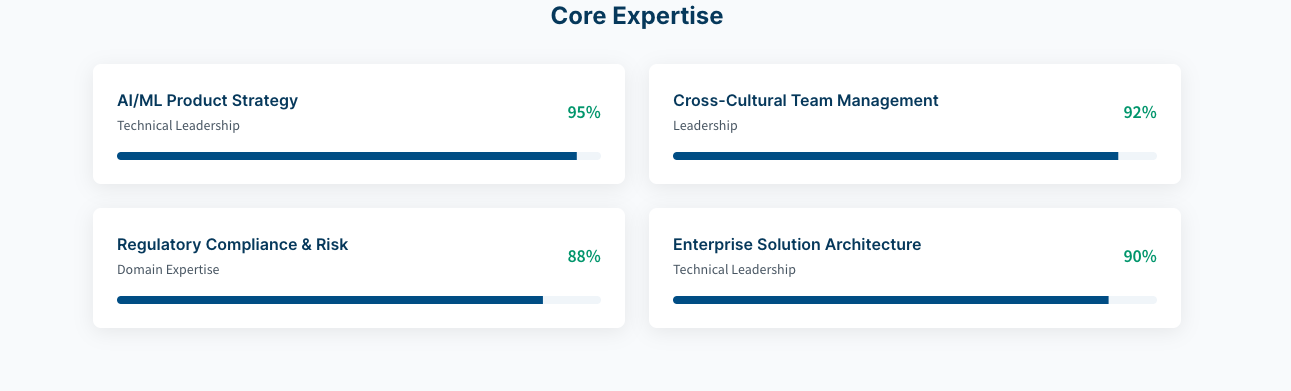 Core Expertise
AI/ML Product Strategy
Technical Leadership
95%
Cross-Cultural Team Management
Leadership
92%
Regulatory Compliance & Risk
Domain Expertise
88%
Enterprise Solution Architecture
Technical Leadership
90%